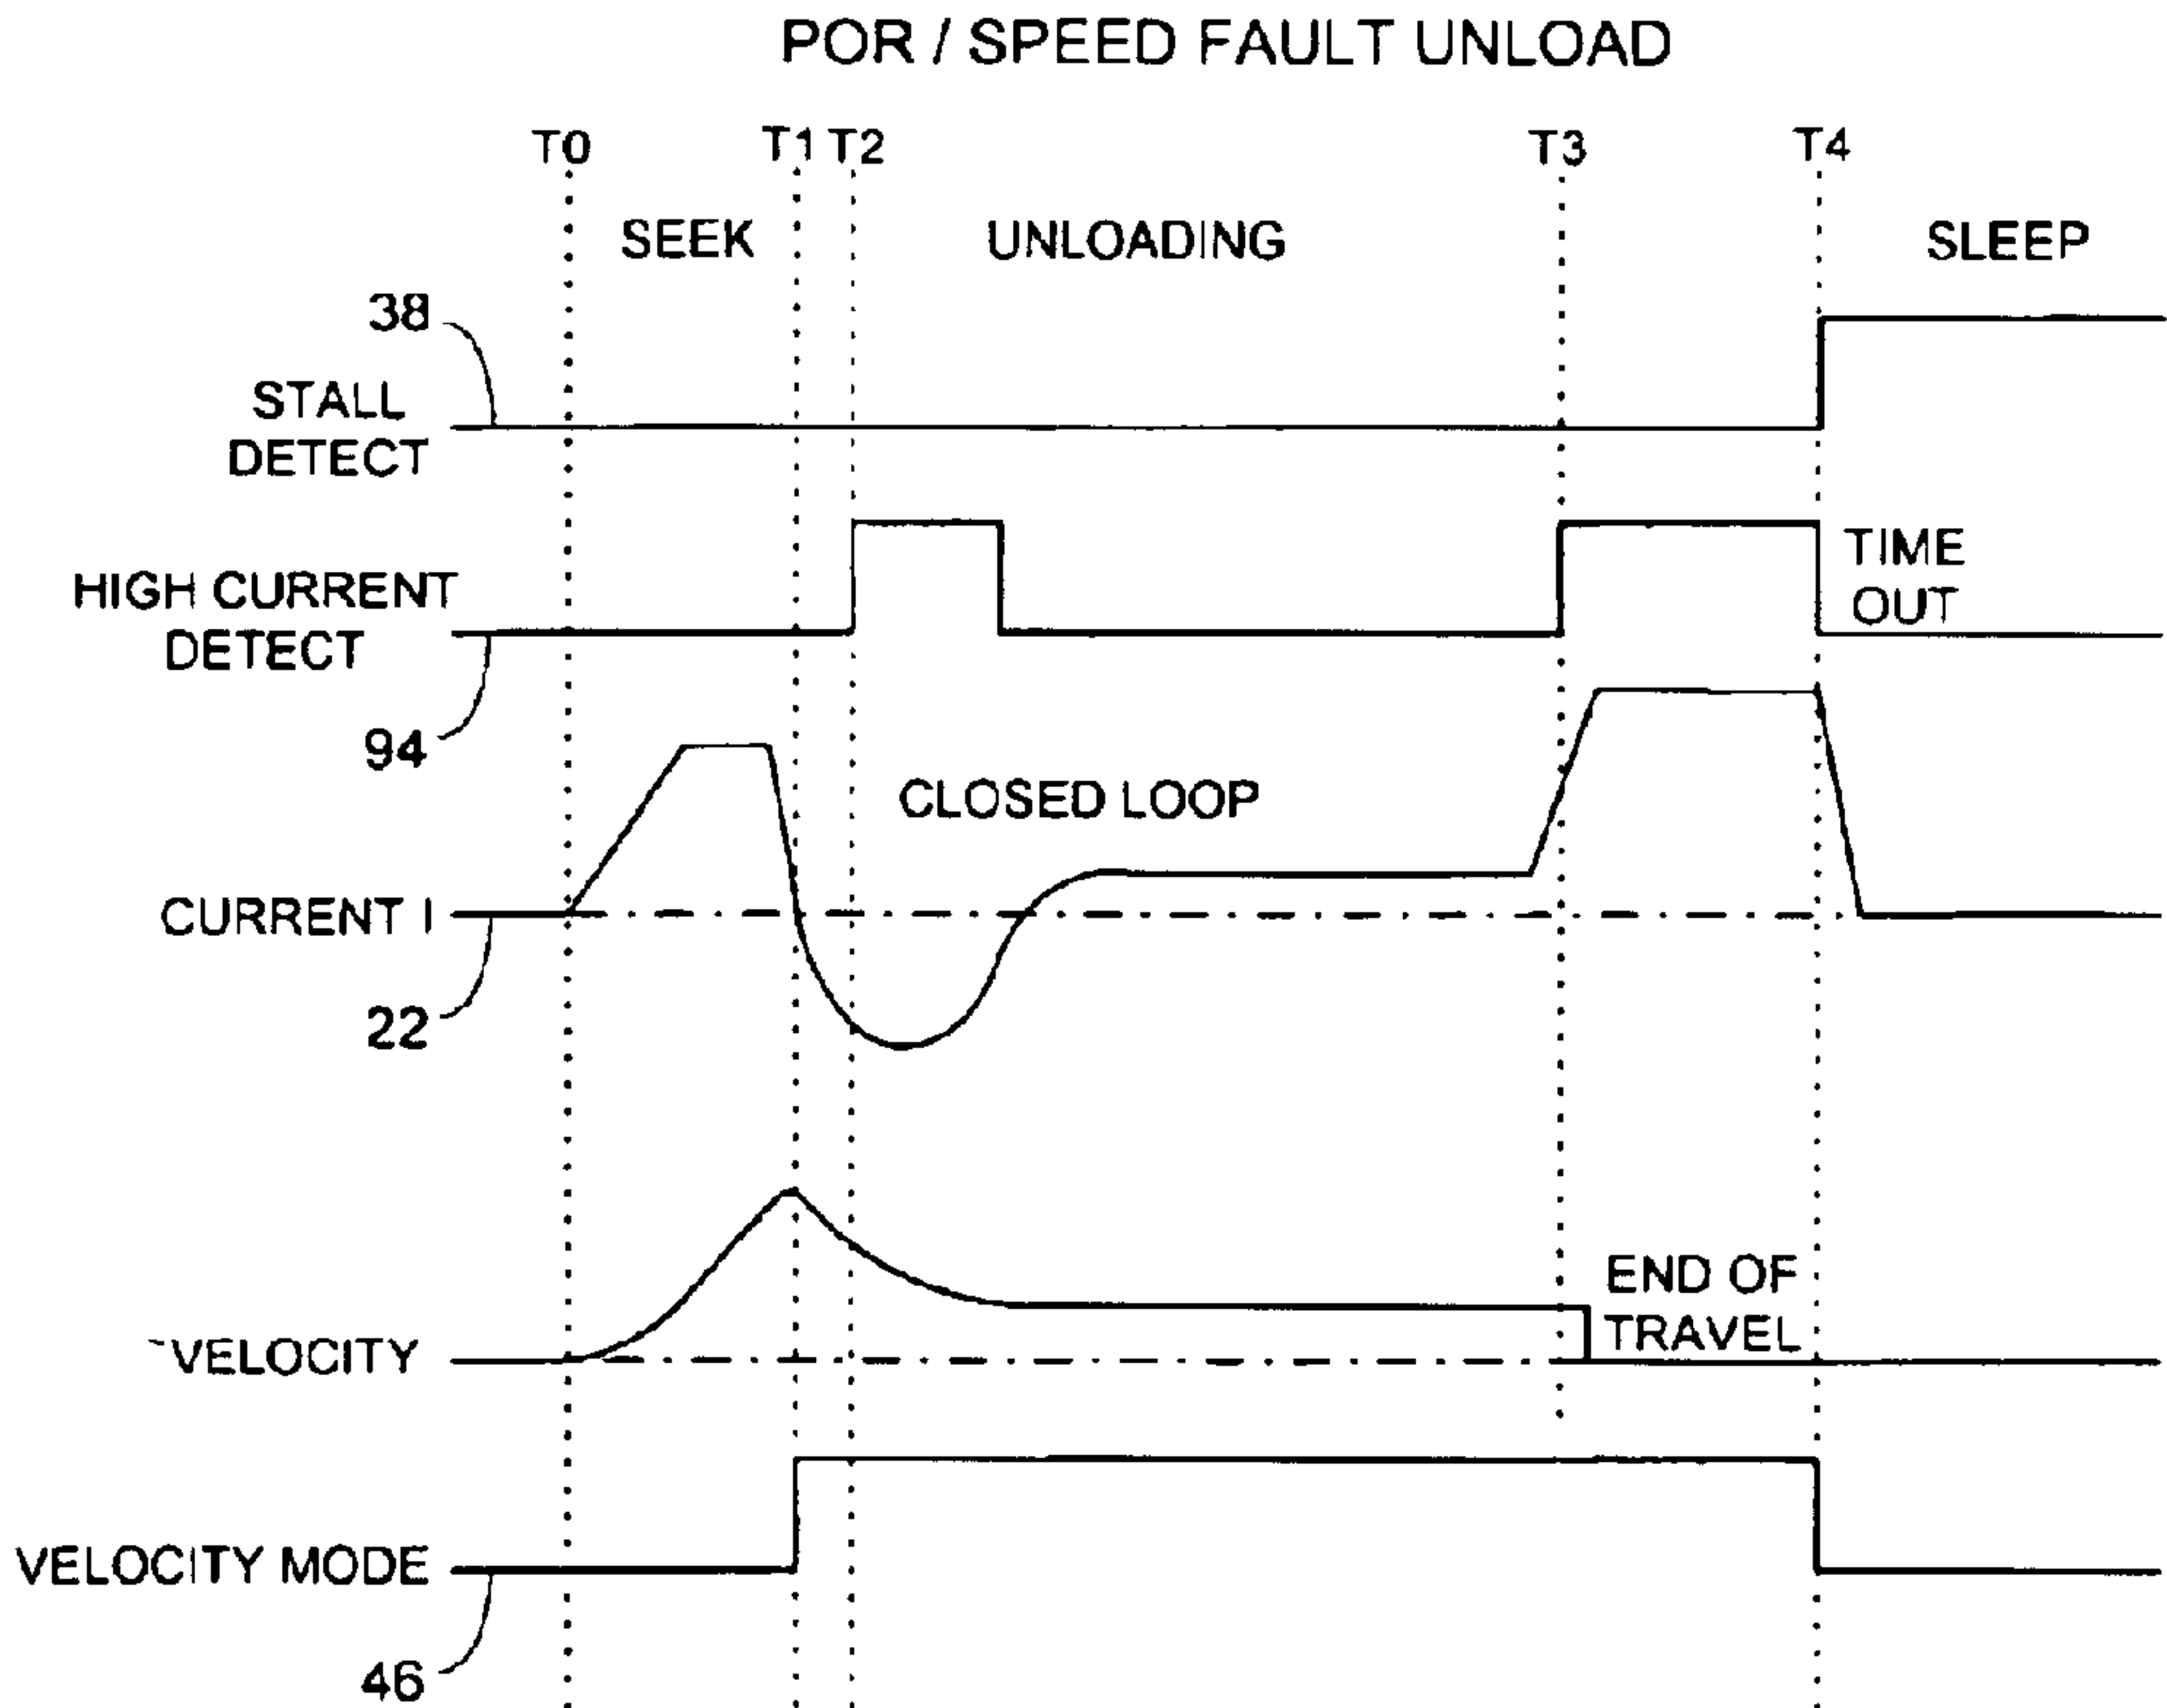 POR / SPEED FAULT UNLOAD
T0 T1 T2 T3 T4
SEEK UNLOADING SLEEP
38
STALL
DETECT
TIME
OUT
HIGH CURRENT
DETECT
94
CLOSED LOOP
CURRENT I
22
END OF
TRAVEL
VELOCITY
VELOCITY MODE
46